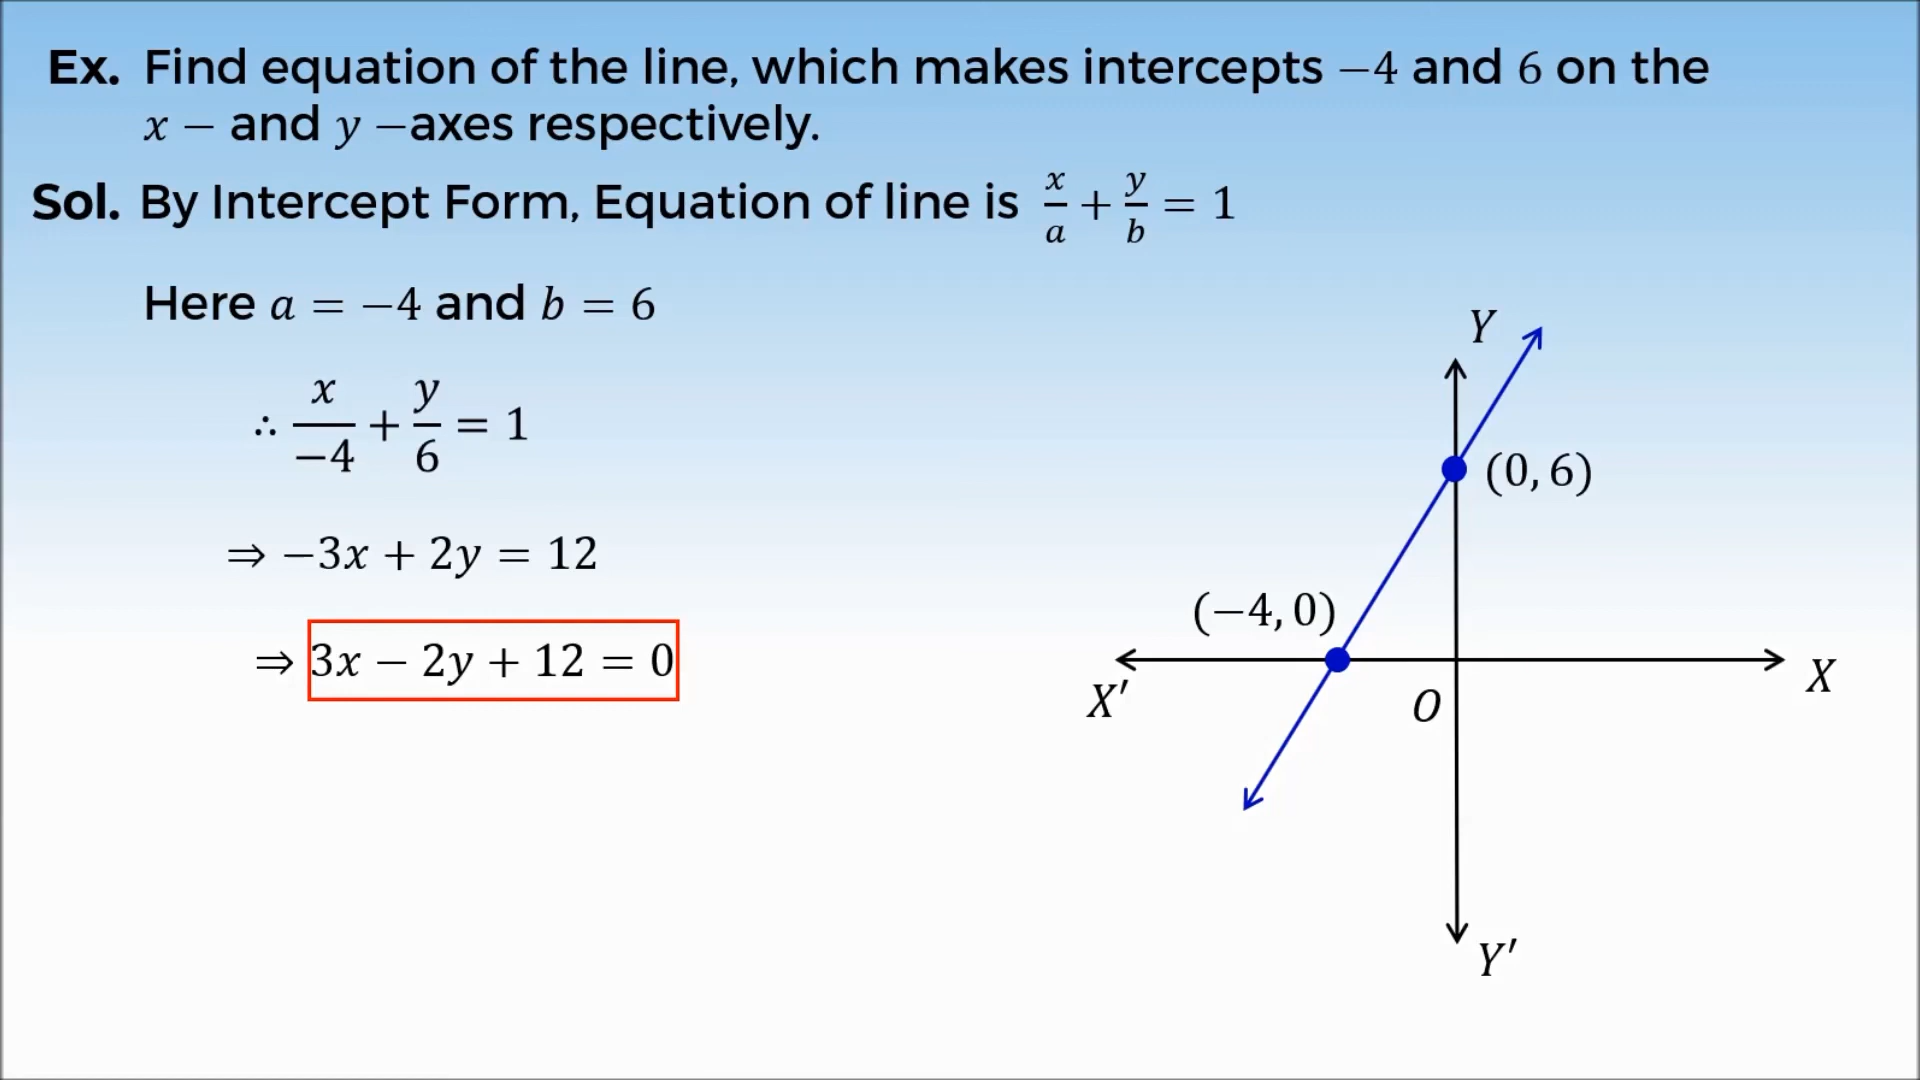 Ex. Find equation of the line, which makes intercepts −4 and 6 on the
x − and y −axes respectively.
Sol. By Intercept Form, Equation of line is x/a + y/b = 1
Here a = −4 and b = 6
∴ x/−4 + y/6 = 1
⇒ −3x + 2y = 12
⇒ 3x − 2y + 12 = 0
Y
(0, 6)
(−4, 0)
X′
O
X
Y′